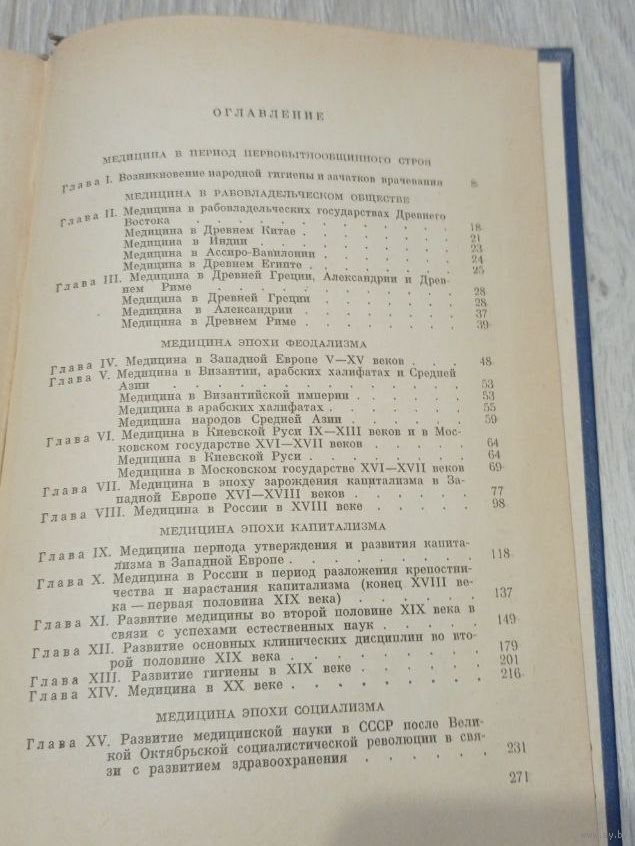 ОГЛАВЛЕНИЕ
МЕДИЦИНА В ПЕРИОД ПЕРВОБЫТНООБЩИННОГО СТРОЯ
Глава I. Возникновение народной гигиены и зачатков врачевания 8
МЕДИЦИНА В РАБОВЛАДЕЛЬЧЕСКОМ ОБЩЕСТВЕ
Глава II. Медицина в рабовладельческих государствах Древнего
Востока . . . . . . . . . . 18
Медицина в Древнем Китае . . . . . . 21
Медицина в Индии . . . . . . . 23
Медицина в Ассиро-Вавилонии . . . . . 24
Медицина в Древнем Египте . . . . . . 25
Глава III. Медицина в Древней Греции, Александрии и Древ-
нем Риме . . . . . . . . . 28
Медицина в Древней Греции . . . . . . 28
Медицина в Александрии . . . . . . 37
Медицина в Древнем Риме . . . . . . 39
МЕДИЦИНА ЭПОХИ ФЕОДАЛИЗМА
Глава IV. Медицина в Западной Европе V—XV веков . . . 48
Глава V. Медицина в Византии, арабских халифатах и Средней
Азии . . . . . . . . . . . 53
Медицина в Византийской империи . . . . . 53
Медицина в арабских халифатах . . . . . . 55
Медицина народов Средней Азии . . . . . 59
Глава VI. Медицина в Киевской Руси IX—XIII веков и в Мос-
ковском государстве XVI—XVII веков . . . . 64
Медицина в Киевской Руси . . . . . . 64
Медицина в Московском государстве XVI—XVII веков 69
Глава VII. Медицина в эпоху зарождения капитализма в За-
падной Европе XVI—XVIII веков . . . . . 77
Глава VIII. Медицина в России в XVIII веке . . . . 98
МЕДИЦИНА ЭПОХИ КАПИТАЛИЗМА
Глава IX. Медицина периода утверждения и развития капита-
лизма в Западной Европе . . . . . . . 118
Глава X. Медицина в России в период разложения крепостни-
чества и нарастания капитализма (конец XVIII ве-
ка — первая половина XIX века) . . . . . 137
Глава XI. Развитие медицины во второй половине XIX века в
связи с успехами естественных наук . . . . . 149
Глава XII. Развитие основных клинических дисциплин во вто-
рой половине XIX века . . . . . . . 179
Глава XIII. Развитие гигиены в XIX веке . . . . . 201
Глава XIV. Медицина в XX веке . . . . . . . 216
МЕДИЦИНА ЭПОХИ СОЦИАЛИЗМА
Глава XV. Развитие медицинской науки в СССР после Вели-
кой Октябрьской социалистической революции в свя-
зи с развитием здравоохранения . . . . . 231
271